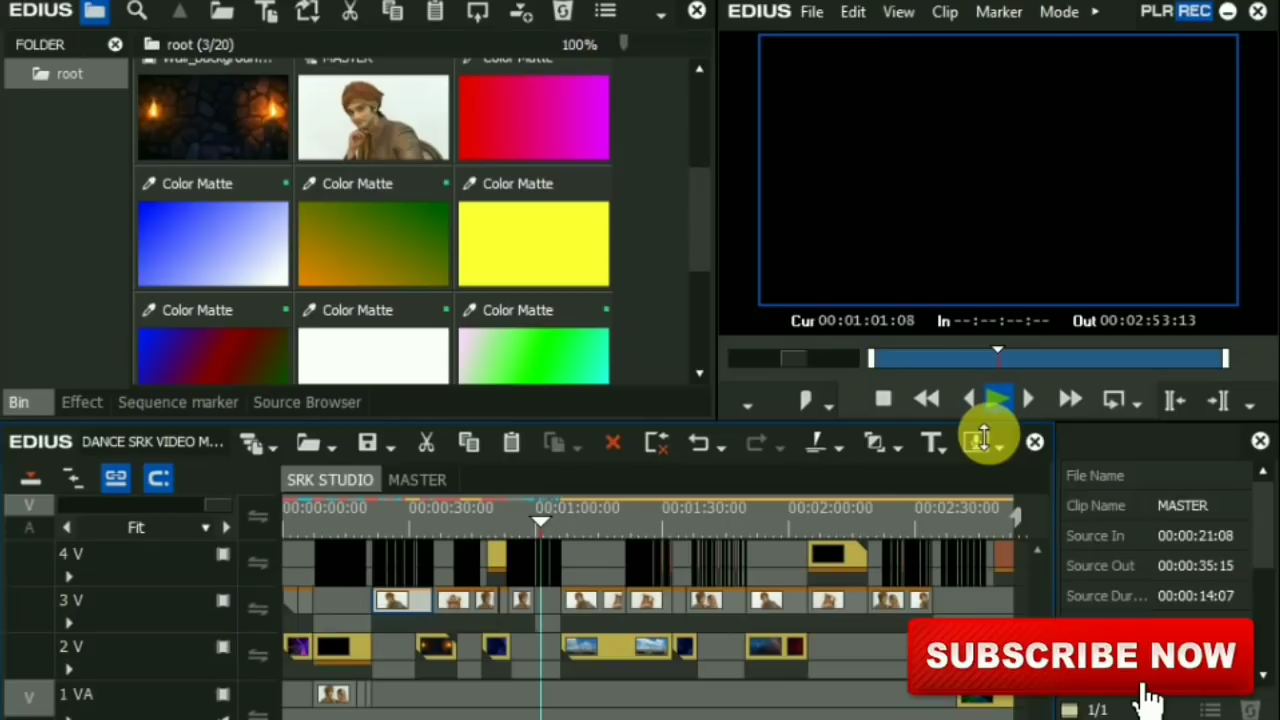 EDIUS
FOLDER
root (3/20)
100%
root
MASTER
Color Matte
Color Matte
Color Matte
Color Matte
Color Matte
Color Matte
Color Matte
Bin
Effect
Sequence marker
Source Browser
EDIUS
File
Edit
View
Clip
Marker
Mode
PLR
REC
Cur 00:01:01:08
In --:--:--:--
Out 00:02:53:13
EDIUS
DANCE SRK VIDEO M...
SRK STUDIO
MASTER
V
A
Fit
00:00:00:00
00:00:30:00
00:01:00:00
00:01:30:00
00:02:00:00
00:02:30:00
4 V
3 V
2 V
V
1 VA
File Name
Clip Name MASTER
Source In 00:00:21:08
Source Out 00:00:35:15
Source Dur... 00:00:14:07
SUBSCRIBE NOW
1/1